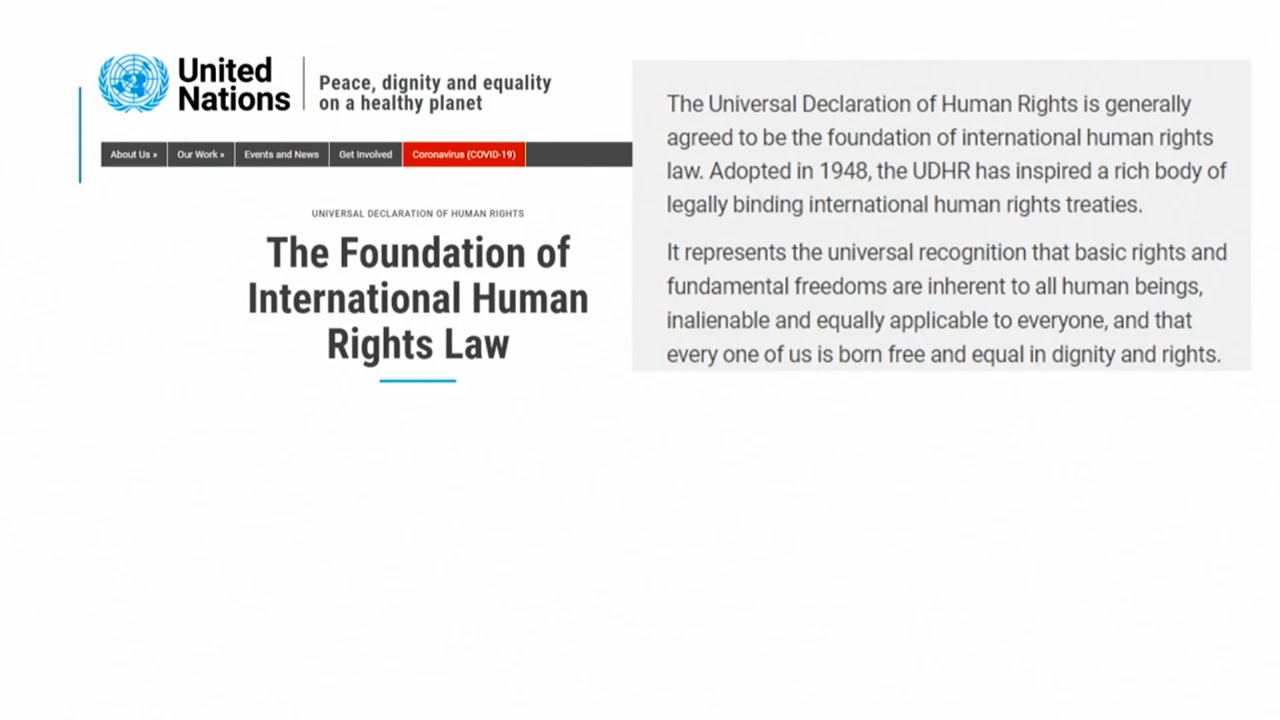 United
Nations
Peace, dignity and equality
on a healthy planet
About Us »
Our Work »
Events and News
Get Involved
Coronavirus (COVID-19)
UNIVERSAL DECLARATION OF HUMAN RIGHTS
The Foundation of
International Human
Rights Law
The Universal Declaration of Human Rights is generally
agreed to be the foundation of international human rights
law. Adopted in 1948, the UDHR has inspired a rich body of
legally binding international human rights treaties.
It represents the universal recognition that basic rights and
fundamental freedoms are inherent to all human beings,
inalienable and equally applicable to everyone, and that
every one of us is born free and equal in dignity and rights.